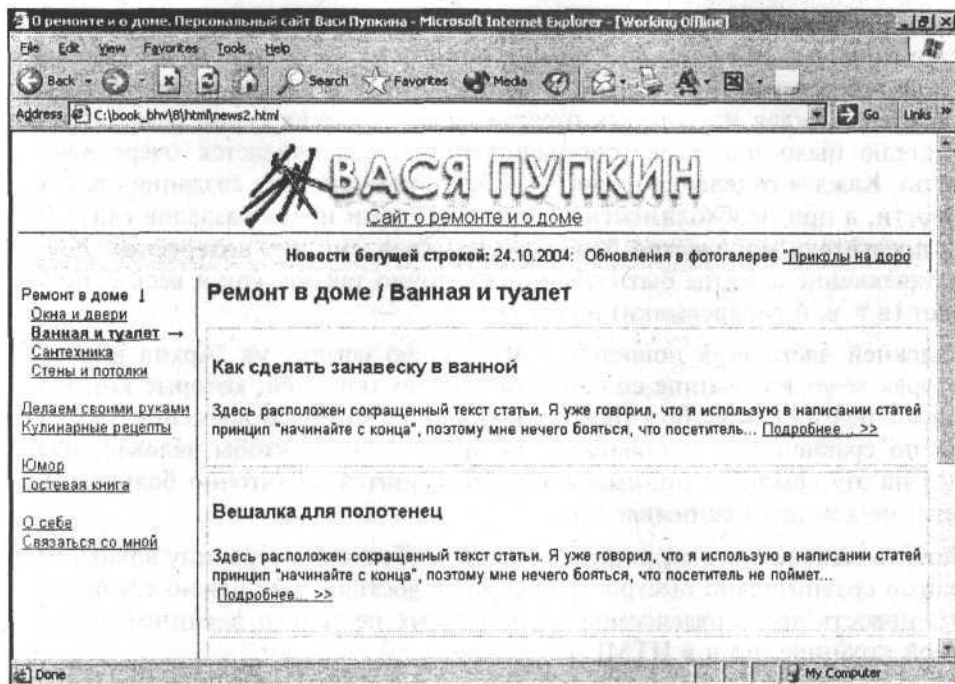 О ремонте и о доме. Персональный сайт Васи Пупкина - Microsoft Internet Explorer - [Working Offline]
File Edit View Favorites Tools Help
Back Search Favorites Media
Address C:\book_bhv\8\html\news2.html Go Links »
ВАСЯ ПУПКИН
Сайт о ремонте и о доме
Новости бегущей строкой: 24.10.2004: Обновления в фотогалерее "Приколы на доро
Ремонт в доме ↓
Окна и двери
Ванная и туалет →
Сантехника
Стены и потолки
Делаем своими руками
Кулинарные рецепты
Юмор
Гостевая книга
О себе
Связаться со мной
Ремонт в доме / Ванная и туалет
Как сделать занавеску в ванной
Здесь расположен сокращенный текст статьи. Я уже говорил, что я использую в написании статей
принцип "начинайте с конца", поэтому мне нечего бояться, что посетитель... Подробнее... >>
Вешалка для полотенец
Здесь расположен сокращенный текст статьи. Я уже говорил, что я использую в написании статей
принцип "начинайте с конца", поэтому мне нечего бояться, что посетитель не поймет...
Подробнее... >>
Done My Computer